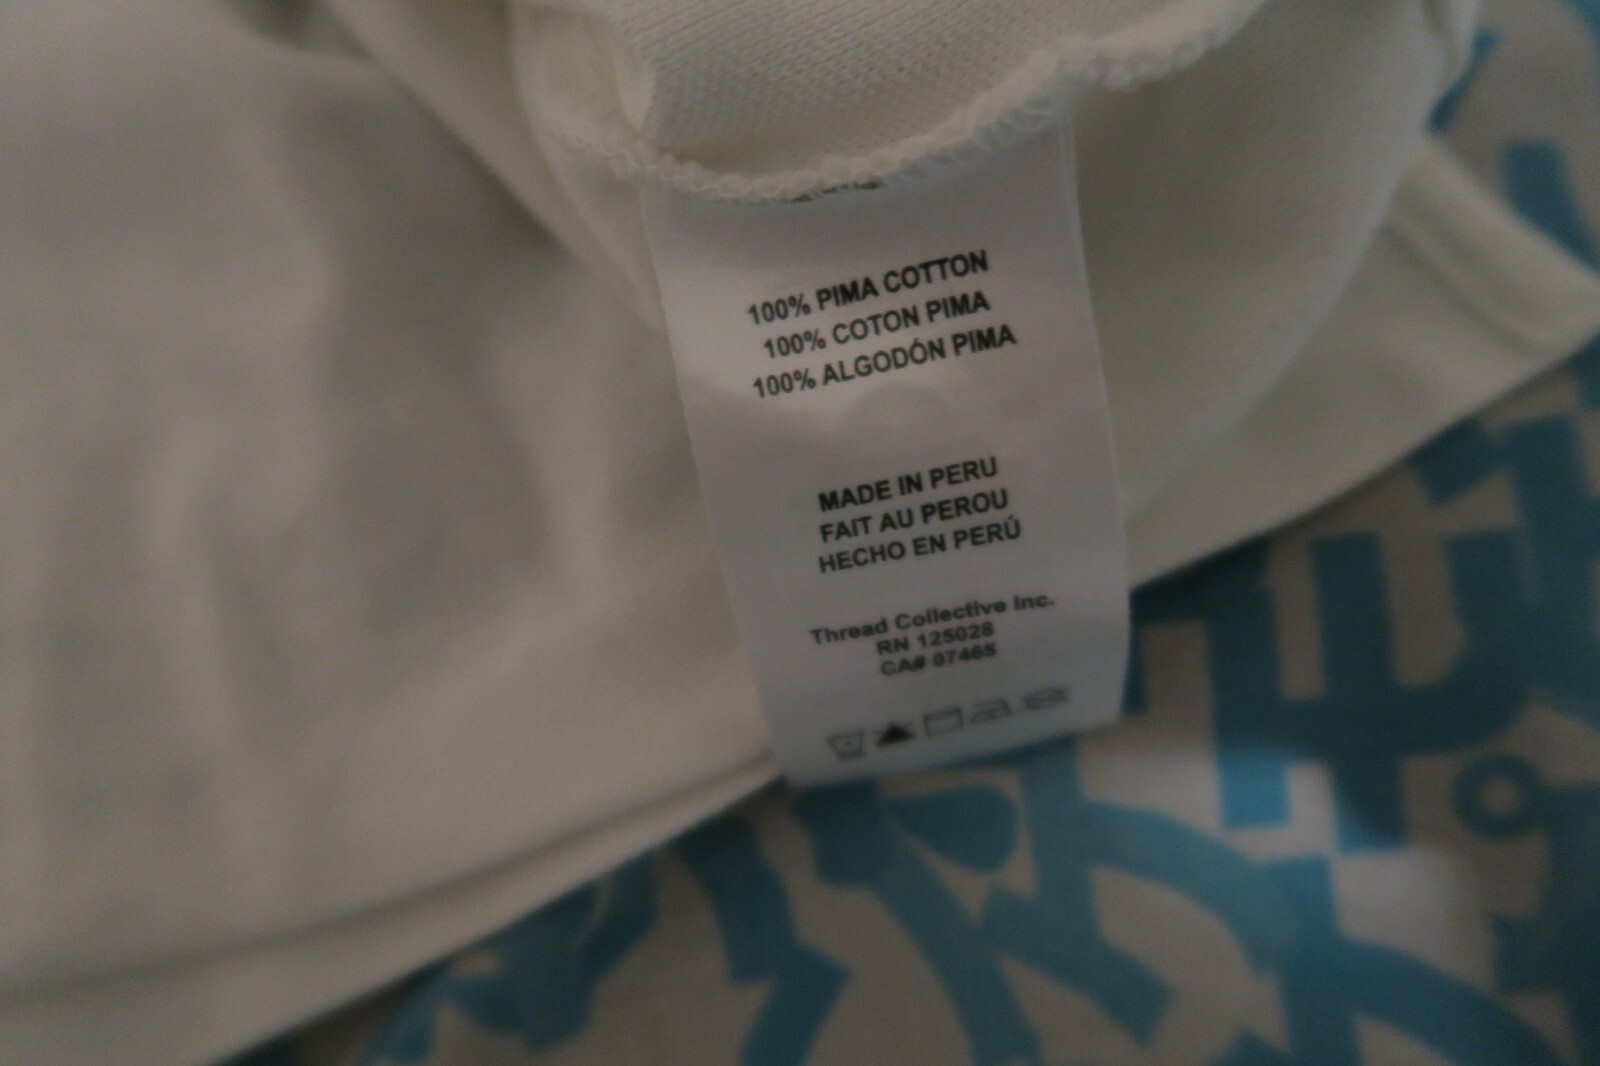 100% PIMA COTTON
100% COTON PIMA
100% ALGODÓN PIMA
MADE IN PERU
FAIT AU PEROU
HECHO EN PERÚ
Thread Collective Inc.
RN 125028
CA# 07465